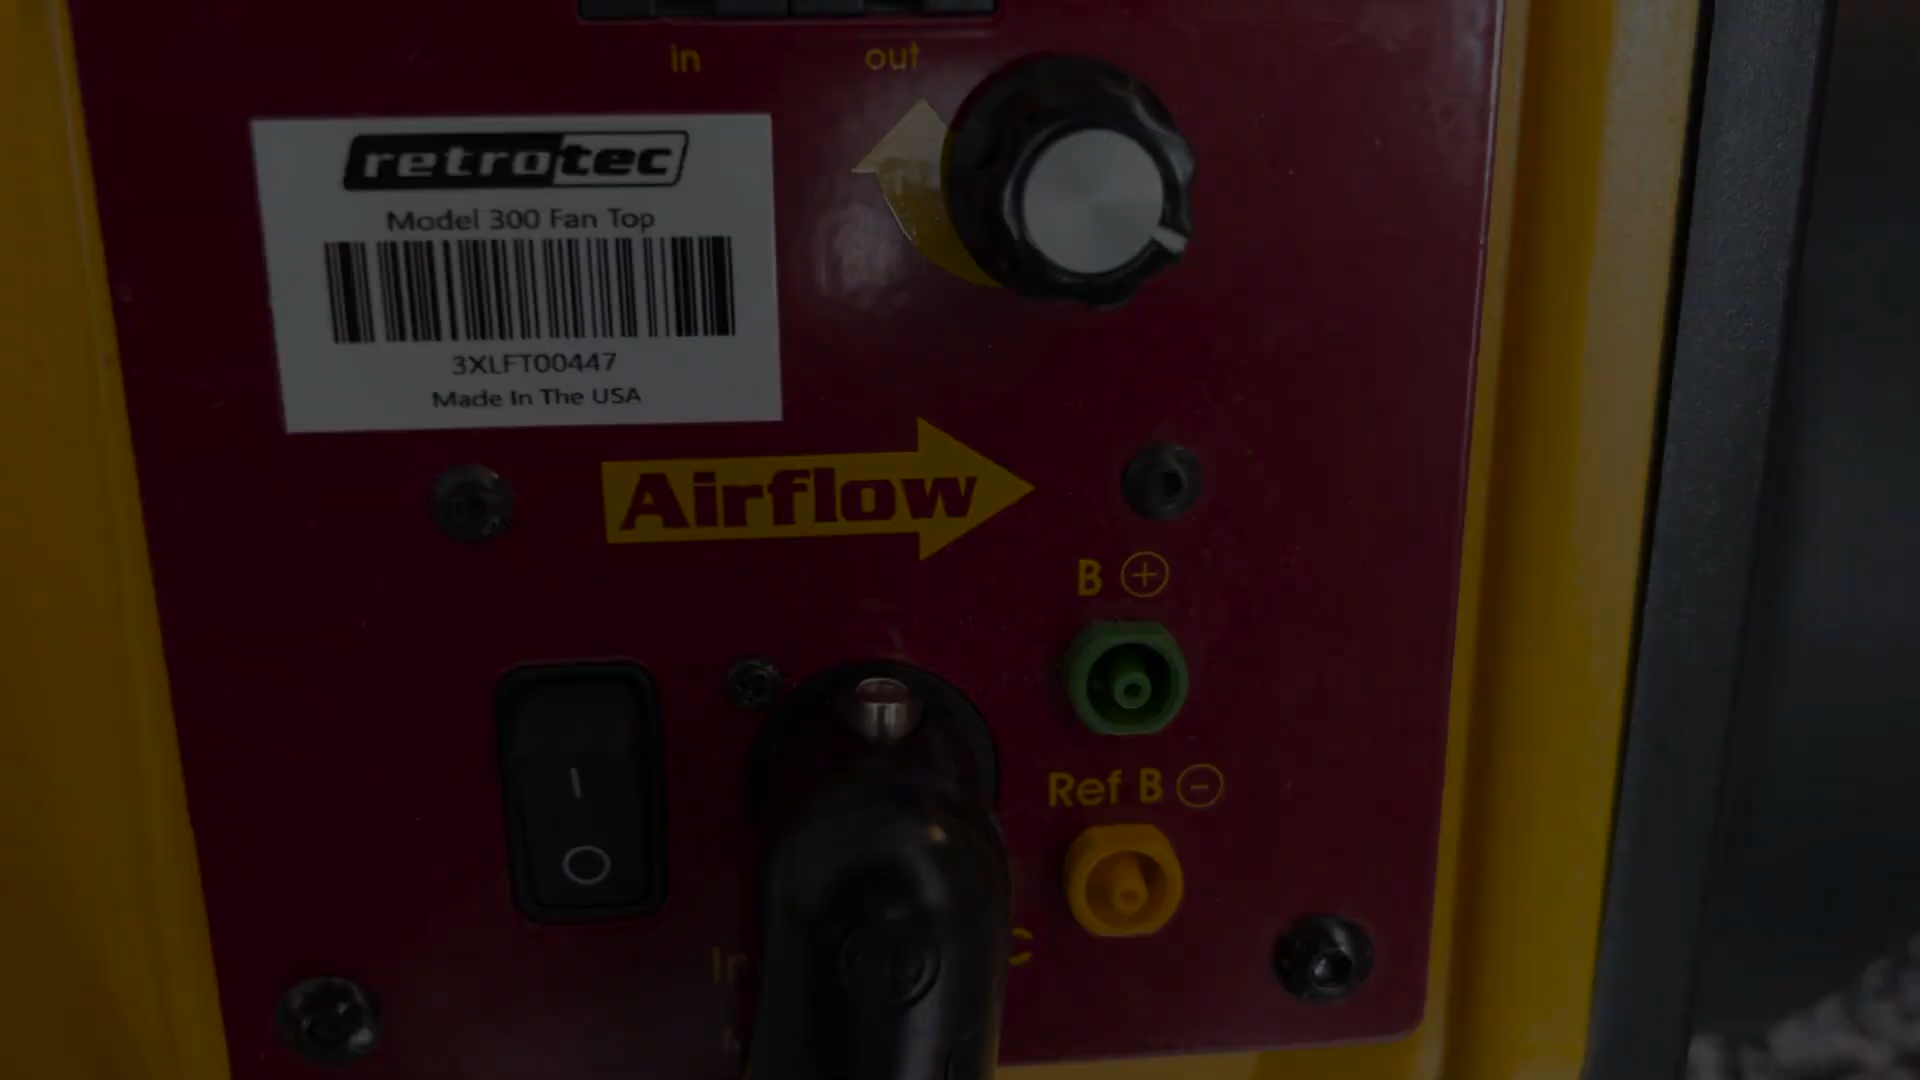 in out
retrotec
Model 300 Fan Top
3XLFT00447
Made In The USA
Airflow
B
Ref B